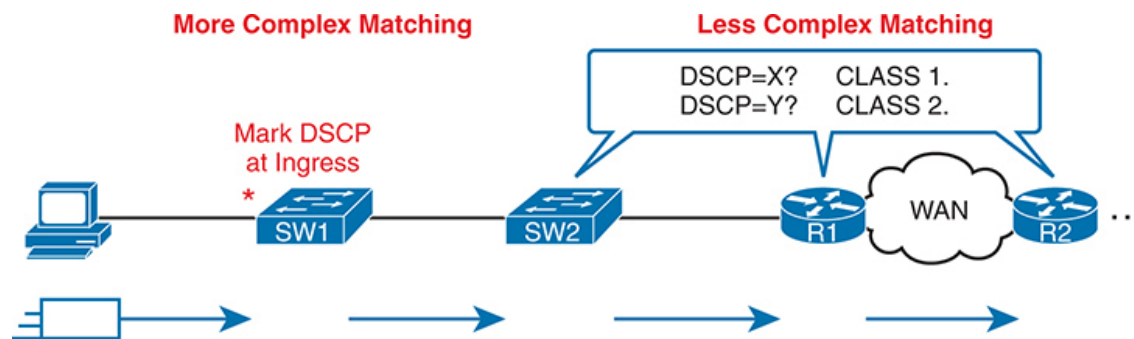 More Complex Matching
Less Complex Matching
DSCP=X? CLASS 1.
DSCP=Y? CLASS 2.
Mark DSCP
at Ingress
*
SW1
SW2
R1
WAN
R2
..